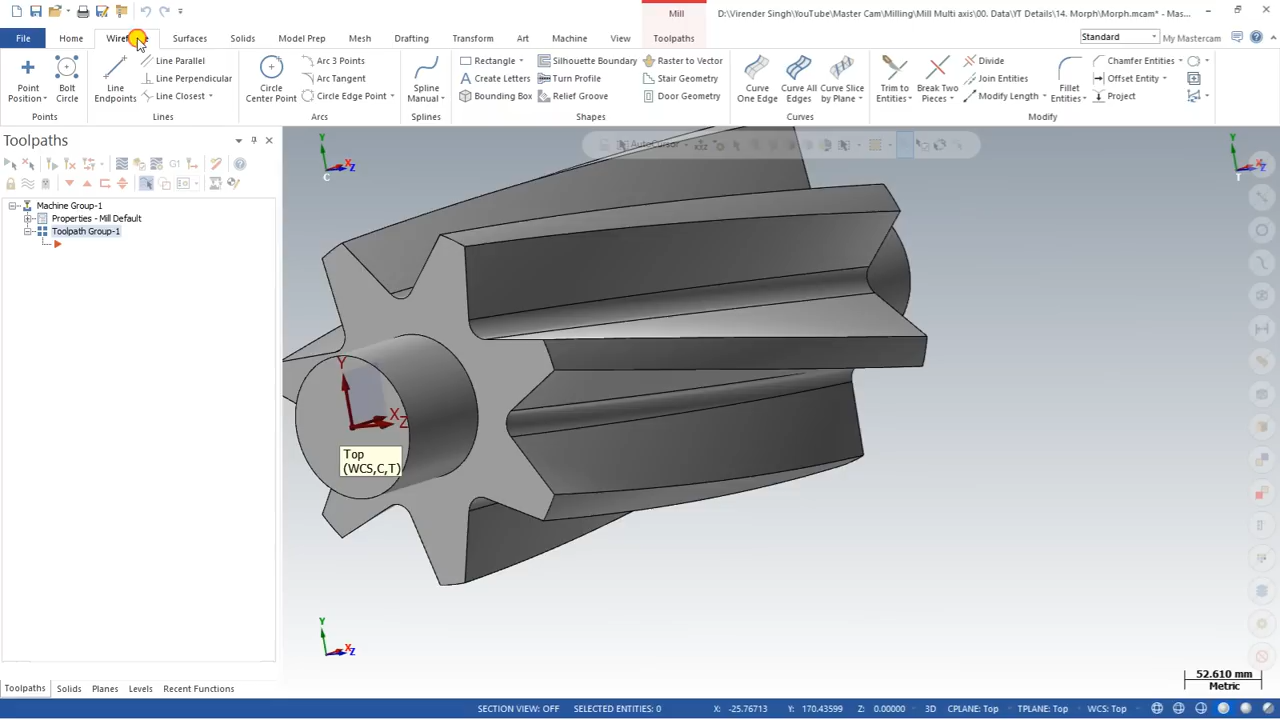 Mill
D:\Virender Singh\YouTube\Master Cam\Milling\Mill Multi axis\00. Data\YT Details\14. Morph\Morph.mcam* - Mas...
File Home Surfaces Solids Model Prep Mesh Drafting Transform Art Machine View Toolpaths Standard My Mastercam
Line Parallel Arc 3 Points Rectangle Silhouette Boundary Raster to Vector Divide Chamfer Entities
Line Perpendicular Arc Tangent Create Letters Turn Profile Stair Geometry Join Entities Offset Entity
Point Position Bolt Circle Line Endpoints Line Closest Circle Center Point Circle Edge Point Spline Manual Bounding Box Relief Groove Door Geometry Curve One Edge Curve All Edges Curve Slice by Plane Trim to Entities Break Two Pieces Modify Length Fillet Entities Project
Points Lines Arcs Splines Shapes Curves Modify
Toolpaths
AutoCursor
G1
Machine Group-1
Properties - Mill Default
Toolpath Group-1
Y
X
Z
C
Y
X
Z
T
Y
X
Z
Top
(WCS,C,T)
Y
X
Z
52.610 mm
Metric
Toolpaths Solids Planes Levels Recent Functions
SECTION VIEW: OFF SELECTED ENTITIES: 0 X: -25.76713 Y: 170.43599 Z: 0.00000 3D CPLANE: Top TPLANE: Top WCS: Top